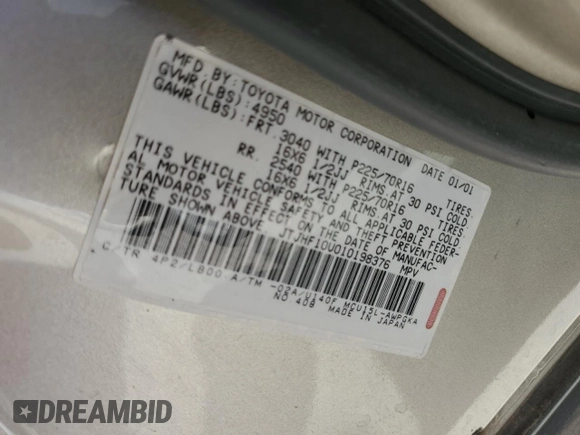 MFD. BY: TOYOTA MOTOR CORPORATION DATE 01/01
GVWR(LBS): 4950
GAWR(LBS): FRT. 3040 WITH P225/70R16 TIRES.
16X6 1/2JJ RIMS.AT 30 PSI COLD
RR. 2540 WITH P225/70R16 TIRES.
16X6 1/2JJ RIMS AT 30 PSI COLD.
THIS VEHICLE CONFORMS TO ALL APPLICABLE FEDER-
AL MOTOR VEHICLE SAFETY AND THEFT PREVENTION
STANDARDS IN EFFECT ON THE DATE OF MANUFAC-
TURE SHOWN ABOVE. JTJHF10U010198376 MPV
C/TR 4P2/LB00 A/TM -02A/U140F MCU15L-AWPGKA
NO 408 MADE IN JAPAN
DREAMBID